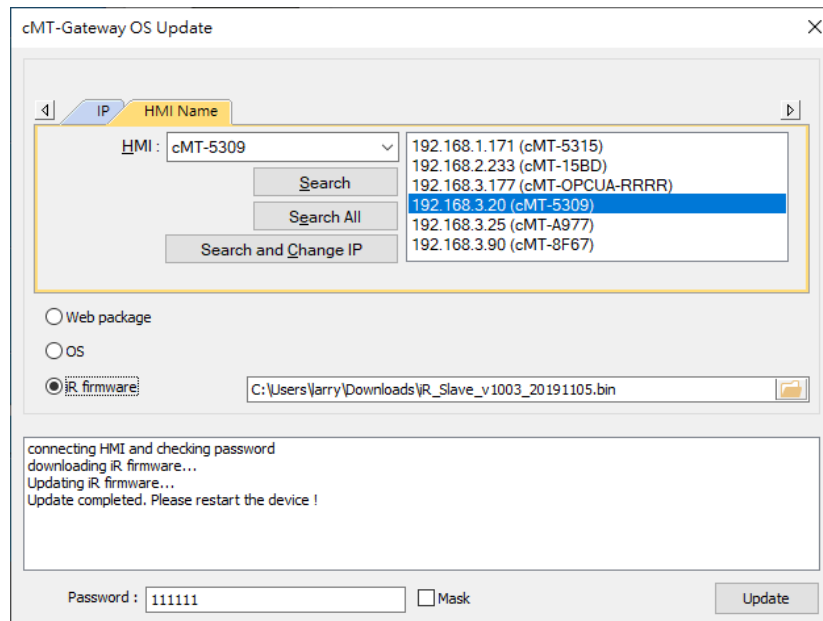 cMT-Gateway OS Update
IP
HMI Name
HMI : cMT-5309
Search
Search All
Search and Change IP
192.168.1.171 (cMT-5315)
192.168.2.233 (cMT-15BD)
192.168.3.177 (cMT-OPCUA-RRRR)
192.168.3.20 (cMT-5309)
192.168.3.25 (cMT-A977)
192.168.3.90 (cMT-8F67)
Web package
OS
iR firmware
C:\Users\larry\Downloads\iR_Slave_v1003_20191105.bin
connecting HMI and checking password
downloading iR firmware...
Updating iR firmware...
Update completed. Please restart the device !
Password : 111111
Mask
Update